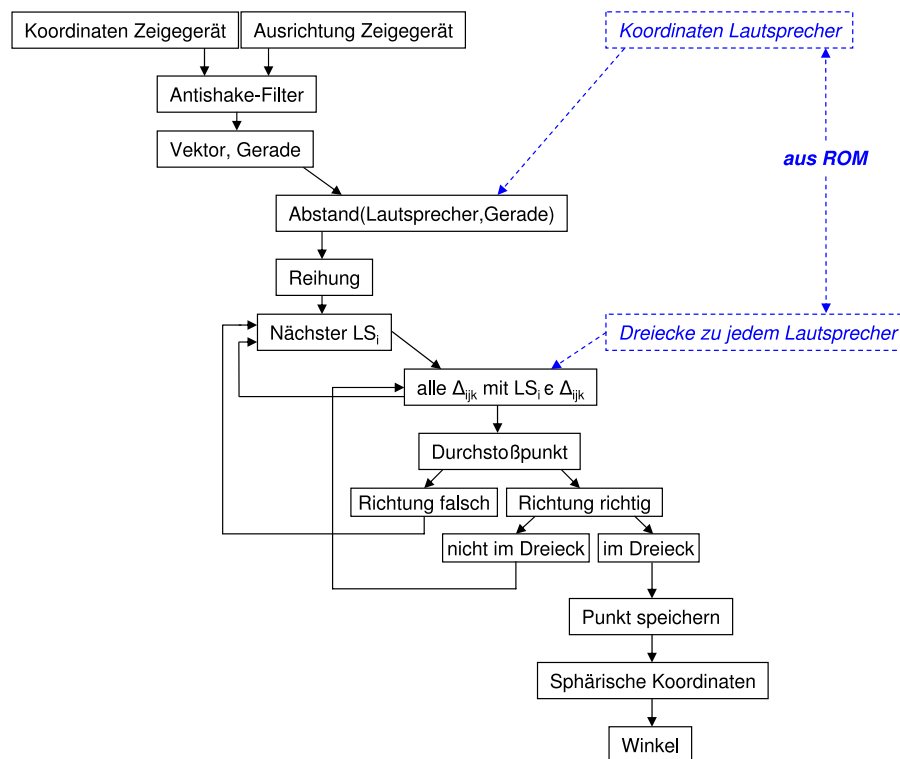 Koordinaten Zeigegerät
Ausrichtung Zeigegerät
Koordinaten Lautsprecher
Antishake-Filter
Vektor, Gerade
aus ROM
Abstand(Lautsprecher,Gerade)
Reihung
Nächster LSᵢ
Dreiecke zu jedem Lautsprecher
alle Δᵢⱼₖ mit LSᵢ є Δᵢⱼₖ
Durchstoßpunkt
Richtung falsch
Richtung richtig
nicht im Dreieck
im Dreieck
Punkt speichern
Sphärische Koordinaten
Winkel